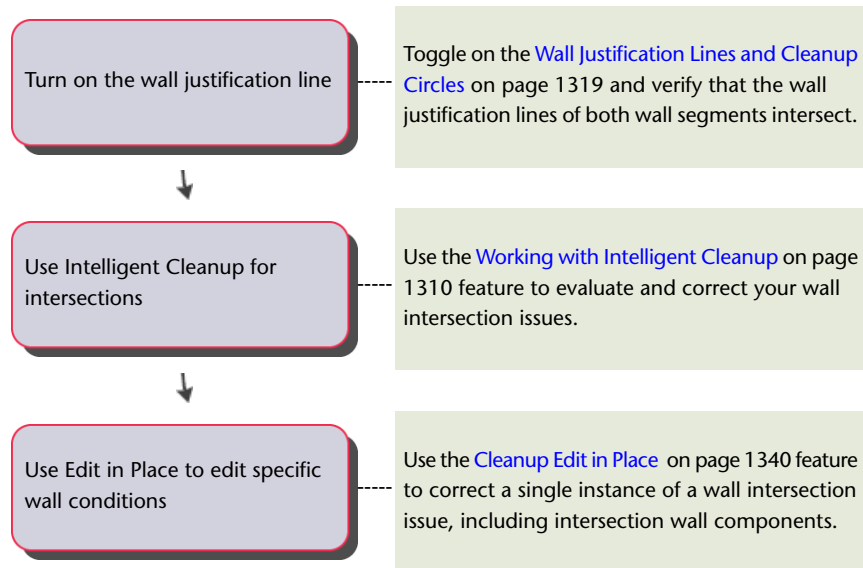 Turn on the wall justification line
Toggle on the Wall Justification Lines and Cleanup
Circles on page 1319 and verify that the wall
justification lines of both wall segments intersect.
Use Intelligent Cleanup for
intersections
Use the Working with Intelligent Cleanup on page
1310 feature to evaluate and correct your wall
intersection issues.
Use Edit in Place to edit specific
wall conditions
Use the Cleanup Edit in Place on page 1340 feature
to correct a single instance of a wall intersection
issue, including intersection wall components.